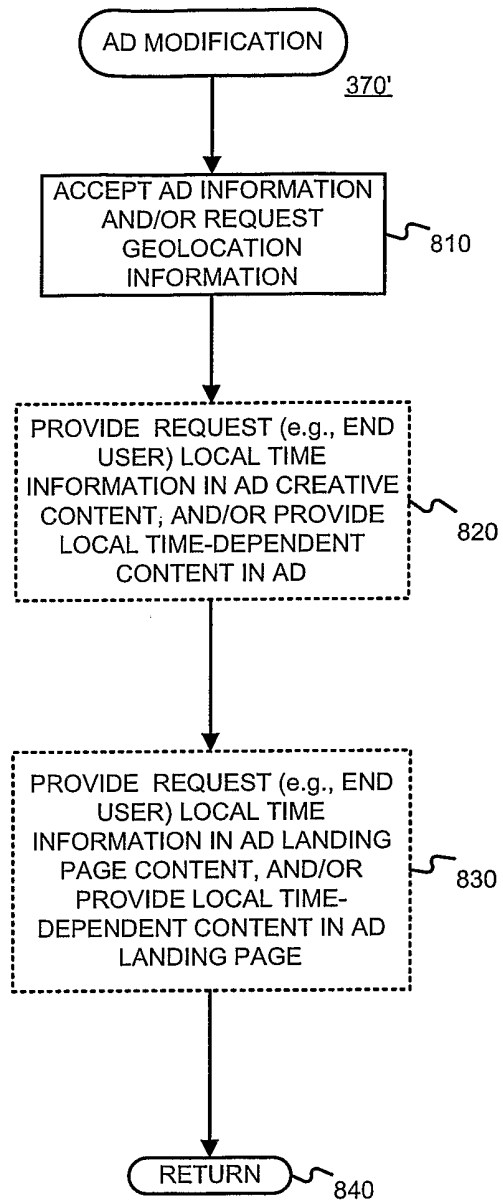 AD MODIFICATION
370'
ACCEPT AD INFORMATION
AND/OR REQUEST
GEOLOCATION
INFORMATION
810
PROVIDE REQUEST (e.g., END
USER) LOCAL TIME
INFORMATION IN AD CREATIVE
CONTENT, AND/OR PROVIDE
LOCAL TIME-DEPENDENT
CONTENT IN AD
820
PROVIDE REQUEST (e.g., END
USER) LOCAL TIME
INFORMATION IN AD LANDING
PAGE CONTENT, AND/OR
PROVIDE LOCAL TIME-
DEPENDENT CONTENT IN AD
LANDING PAGE
830
RETURN
840